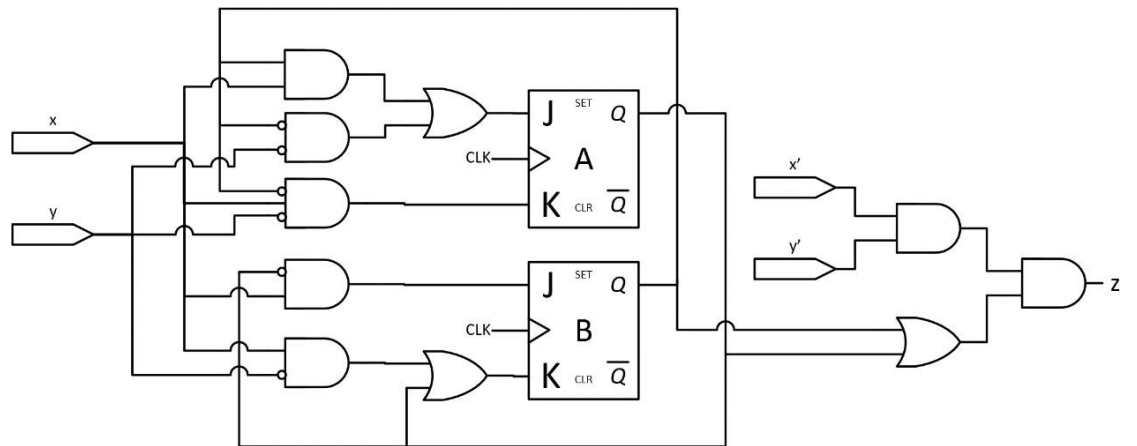 x
y
J SET Q
CLK A
K CLR Q̅
J SET Q
CLK B
K CLR Q̅
x’
y’
z